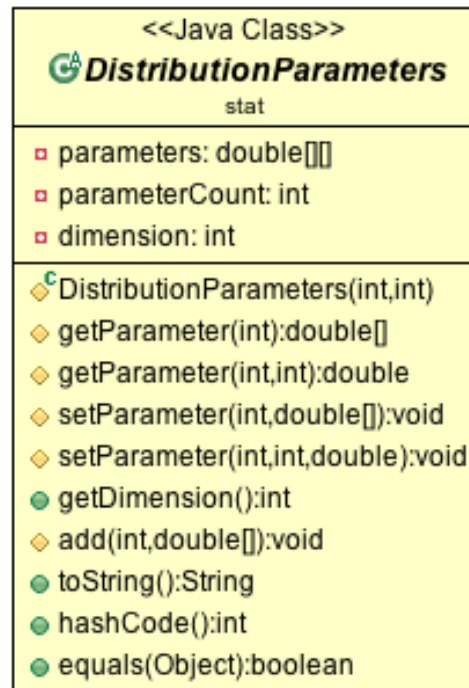 <<Java Class>>
DistributionParameters
stat
parameters: double[][]
parameterCount: int
dimension: int
DistributionParameters(int,int)
getParameter(int):double[]
getParameter(int,int):double
setParameter(int,double[]):void
setParameter(int,int,double):void
getDimension():int
add(int,double[]):void
toString():String
hashCode():int
equals(Object):boolean